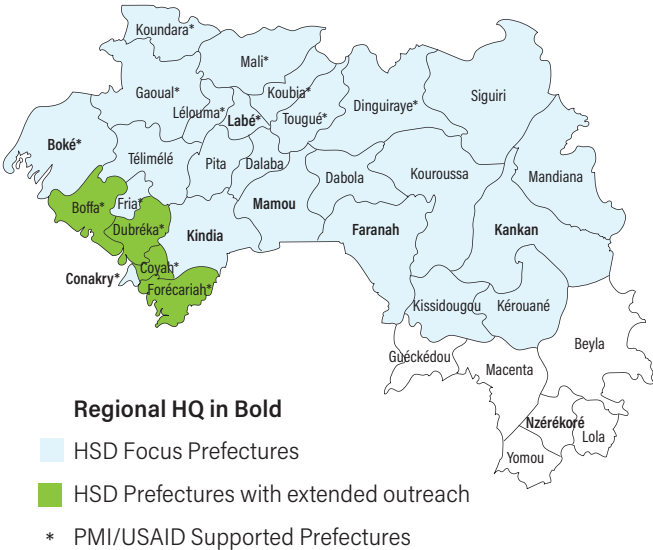 Koundara*
Mali*
Gaoual*
Koubia*
Siguiri
Lélouma*
Labé*
Tougué*
Dinguiraye*
Boké*
Télimélé
Pita
Dalaba
Dabola
Kouroussa
Mandiana
Boffa*
Fria*
Mamou
Dubréka*
Kindia
Faranah
Kankan
Coyah*
Conakry*
Forécariah*
Kissidougou
Kérouané
Guéckédou
Beyla
Macenta
Nzérékoré
Lola
Yomou
Regional HQ in Bold
HSD Focus Prefectures
HSD Prefectures with extended outreach
* PMI/USAID Supported Prefectures